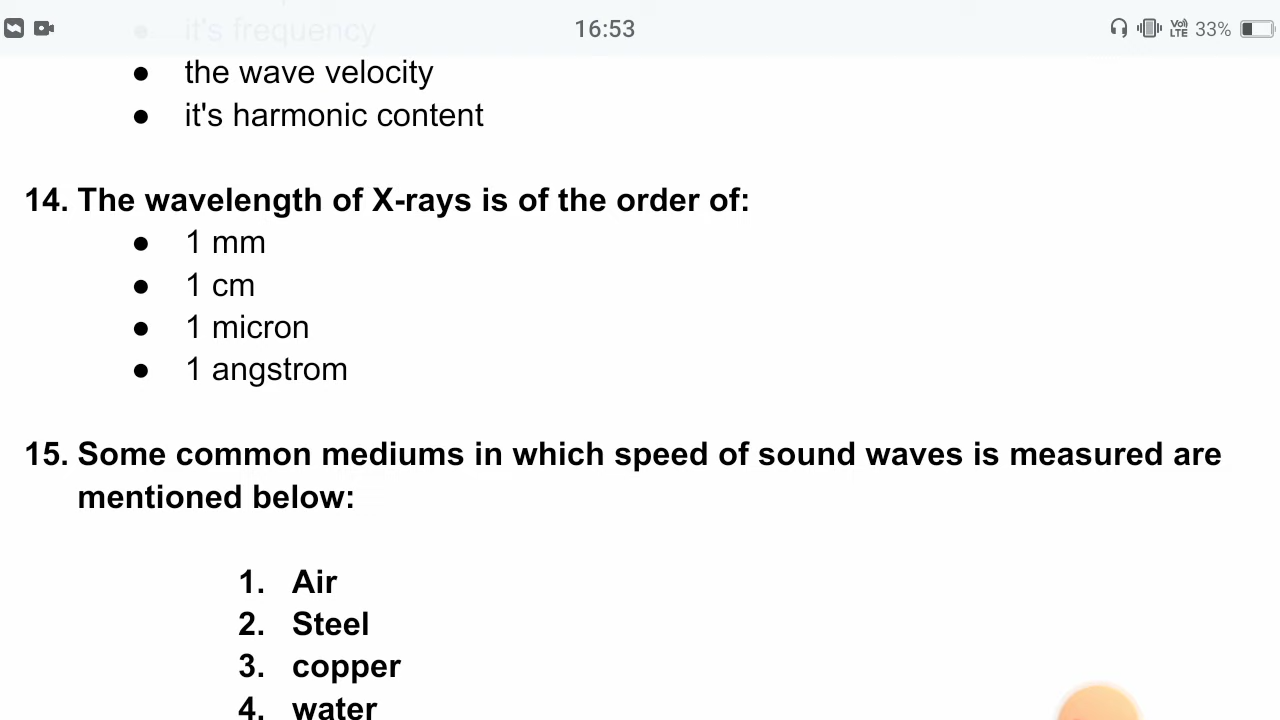 16:53
Vo) LTE 33%
● it's frequency
● the wave velocity
● it's harmonic content
14. The wavelength of X-rays is of the order of:
● 1 mm
● 1 cm
● 1 micron
● 1 angstrom
15. Some common mediums in which speed of sound waves is measured are
mentioned below:
1. Air
2. Steel
3. copper
4. water